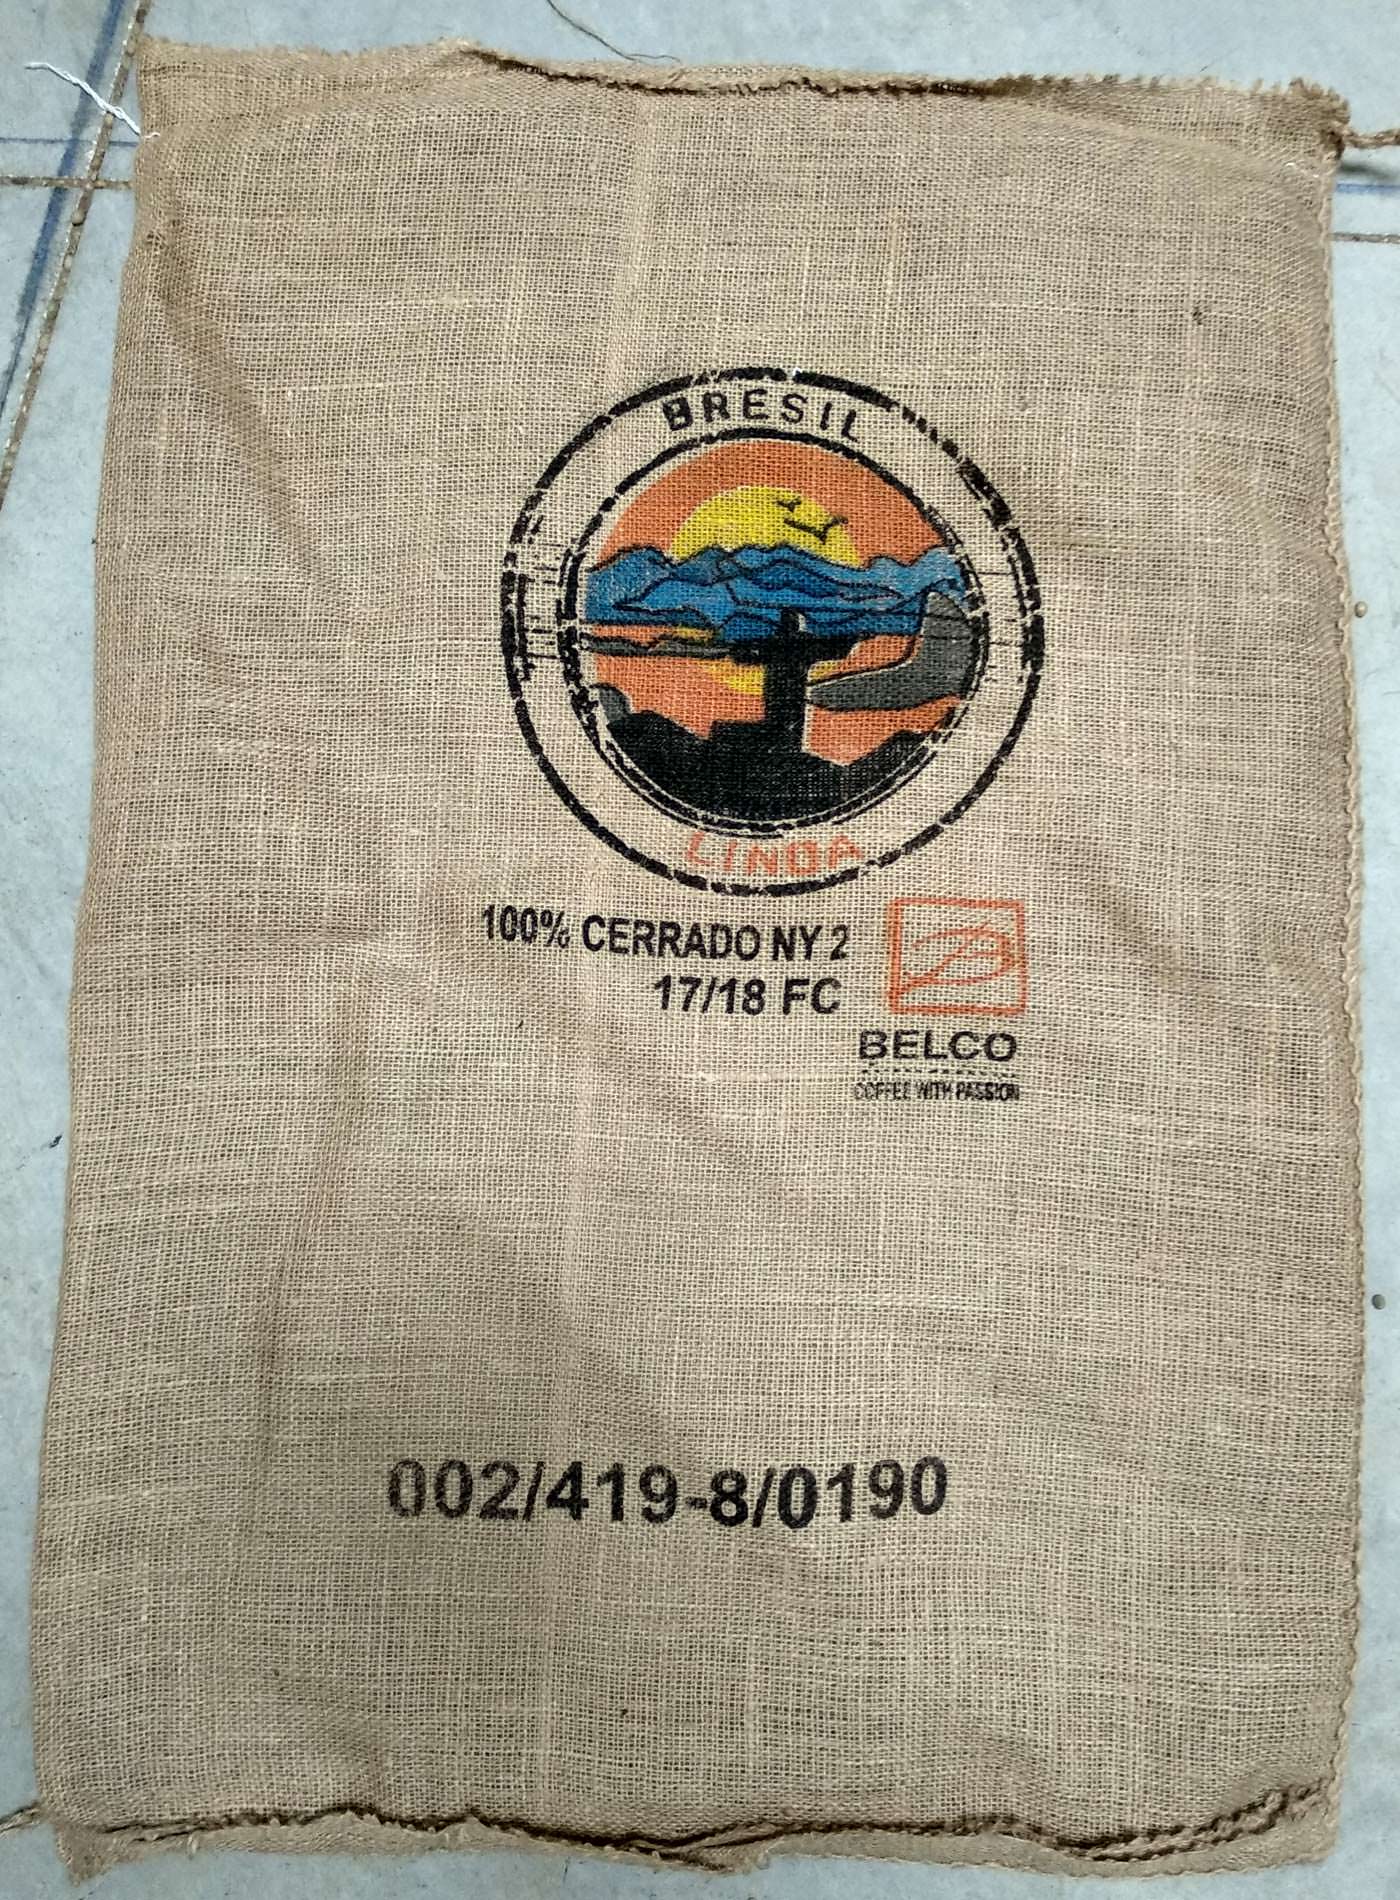 BRESIL
LINDA
100% CERRADO NY 2
17/18 FC
B
BELCO
COFFEE WITH PASSION
002/419-8/0190